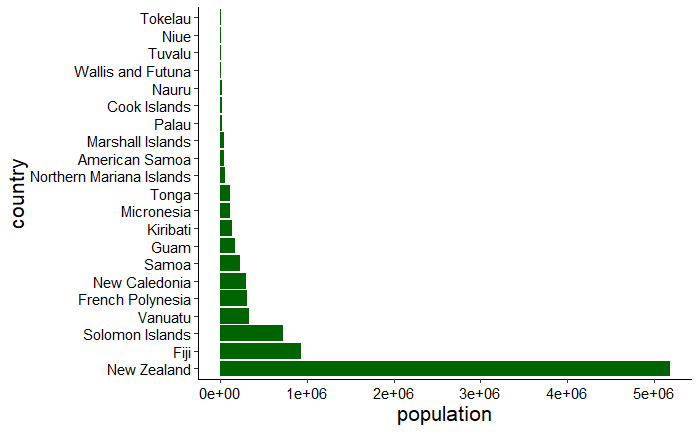 Tokelau
Niue
Tuvalu
Wallis and Futuna
Nauru
Cook Islands
Palau
Marshall Islands
American Samoa
Northern Mariana Islands
Tonga
Micronesia
Kiribati
Guam
Samoa
New Caledonia
French Polynesia
Vanuatu
Solomon Islands
Fiji
New Zealand
country
0e+00 1e+06 2e+06 3e+06 4e+06 5e+06
population